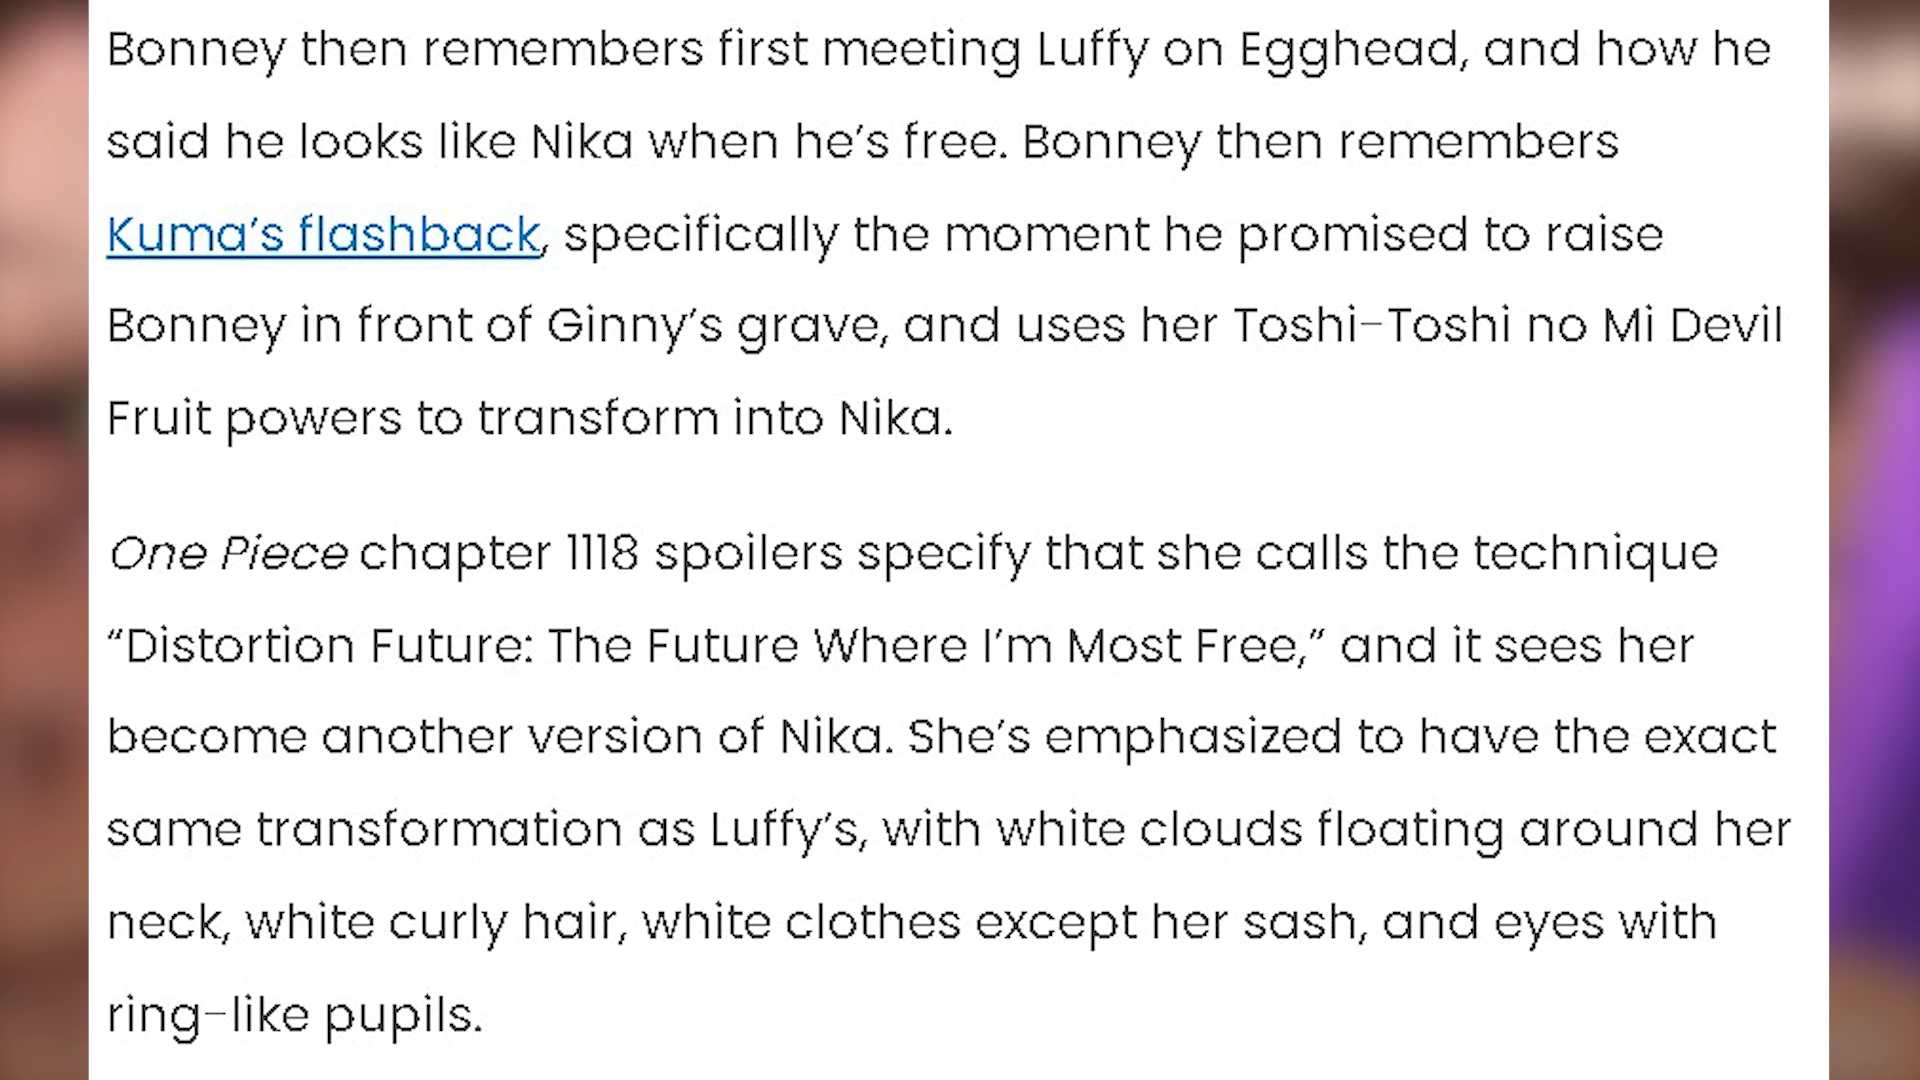 Bonney then remembers first meeting Luffy on Egghead, and how he
said he looks like Nika when he’s free. Bonney then remembers
Kuma’s flashback, specifically the moment he promised to raise
Bonney in front of Ginny’s grave, and uses her Toshi-Toshi no Mi Devil
Fruit powers to transform into Nika.
One Piece chapter 1118 spoilers specify that she calls the technique
“Distortion Future: The Future Where I’m Most Free,” and it sees her
become another version of Nika. She’s emphasized to have the exact
same transformation as Luffy’s, with white clouds floating around her
neck, white curly hair, white clothes except her sash, and eyes with
ring-like pupils.